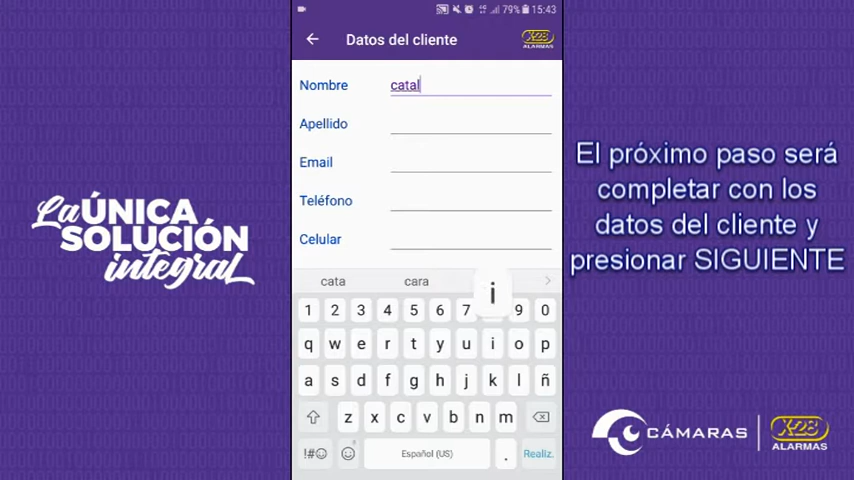 79% 15:43
Datos del cliente
X-28
ALARMAS
Nombre
catal
Apellido
Email
Teléfono
Celular
cata cara
i
1 2 3 4 5 6 7 9 0
q w e r t y u i o p
a s d f g h j k l ñ
z x c v b n m
!#☺ Español (US) . Realiz.
La ÚNICA
SOLUCIÓN
integral
El próximo paso será
completar con los
datos del cliente y
presionar SIGUIENTE
CÁMARAS
X-28
ALARMAS